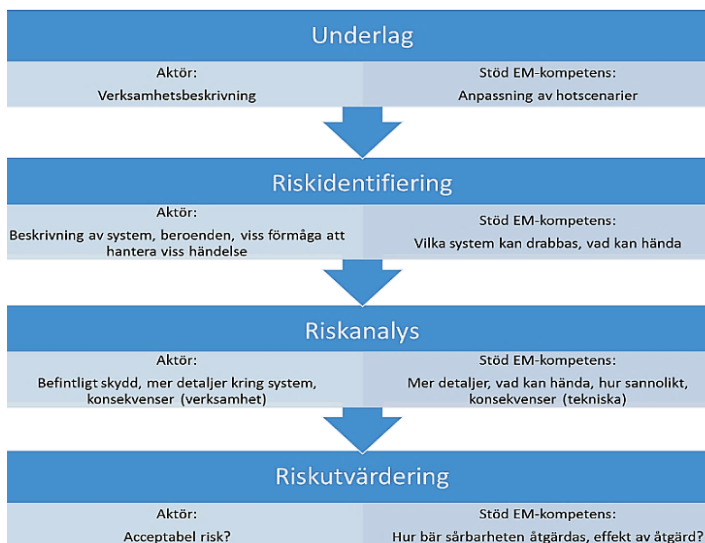 Underlag
Aktör:
Verksamhetsbeskrivning
Stöd EM-kompetens:
Anpassning av hotscenarier
Riskidentifiering
Aktör:
Beskrivning av system, beroenden, viss förmåga att
hantera viss händelse
Stöd EM-kompetens:
Vilka system kan drabbas, vad kan hända
Riskanalys
Aktör:
Befintligt skydd, mer detaljer kring system,
konsekvenser (verksamhet)
Stöd EM-kompetens:
Mer detaljer, vad kan hända, hur sannolikt,
konsekvenser (tekniska)
Riskutvärdering
Aktör:
Acceptabel risk?
Stöd EM-kompetens:
Hur bär sårbarheten åtgärdas, effekt av åtgärd?